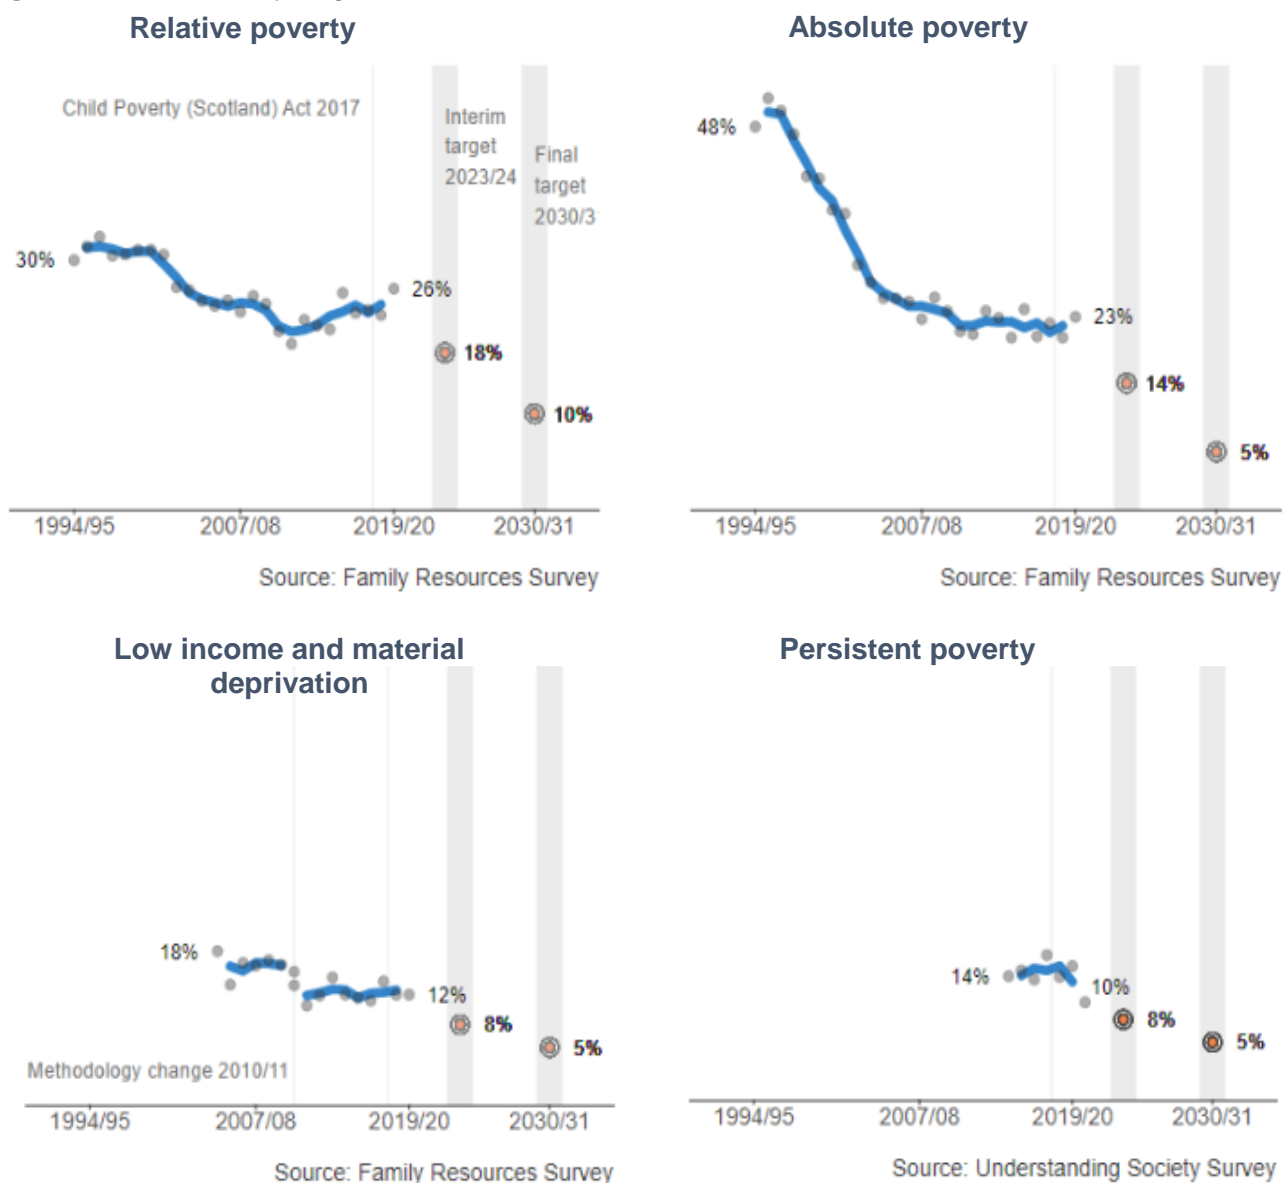 Relative poverty
Child Poverty (Scotland) Act 2017
Interim
target
2023/24
Final
target
2030/3
30%
26%
18%
10%
1994/95 2007/08 2019/20 2030/31
Source: Family Resources Survey
Absolute poverty
48%
23%
14%
5%
1994/95 2007/08 2019/20 2030/31
Source: Family Resources Survey
Low income and material
deprivation
18%
12%
8%
5%
Methodology change 2010/11
1994/95 2007/08 2019/20 2030/31
Source: Family Resources Survey
Persistent poverty
14%
10%
8%
5%
1994/95 2007/08 2019/20 2030/31
Source: Understanding Society Survey